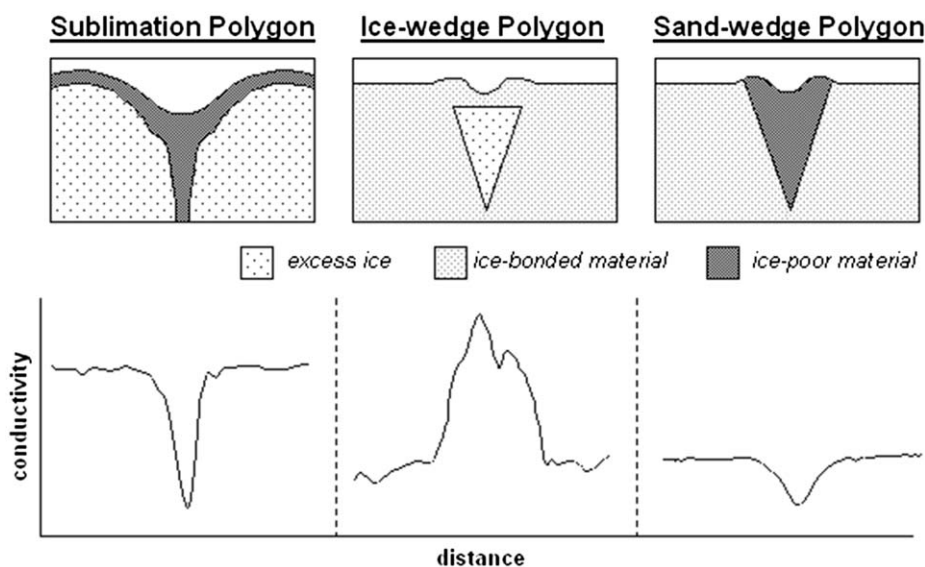 Sublimation Polygon
Ice-wedge Polygon
Sand-wedge Polygon
excess ice
ice-bonded material
ice-poor material
conductivity
distance